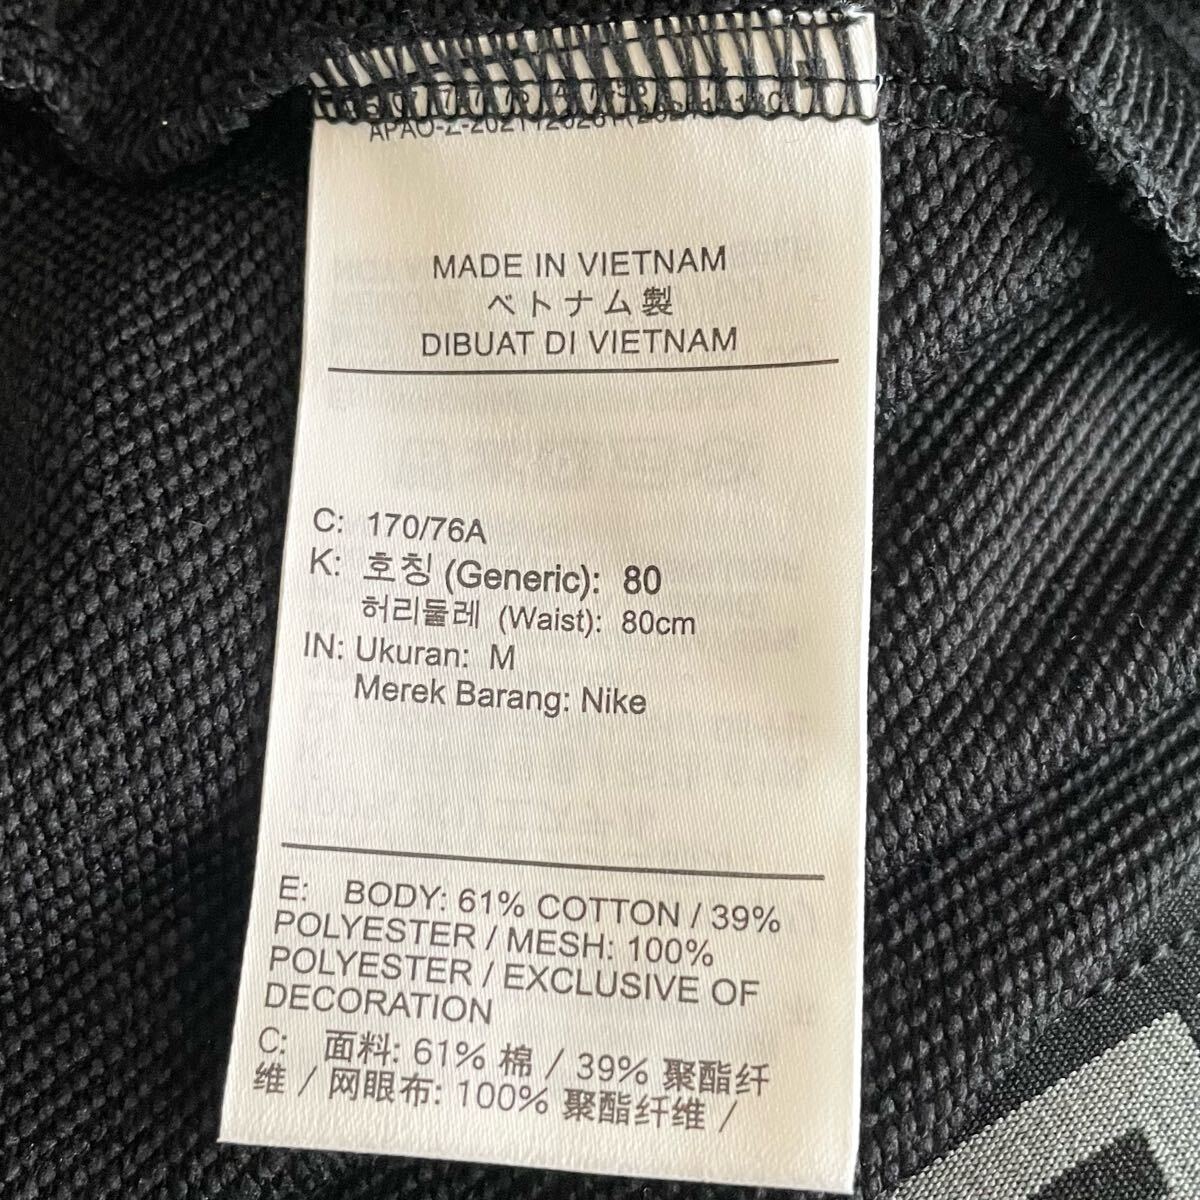 MADE IN VIETNAM
ベトナム製
DIBUAT DI VIETNAM
C: 170/76A
K: 호칭 (Generic): 80
허리둘레 (Waist): 80cm
IN: Ukuran: M
Merek Barang: Nike
E: BODY: 61% COTTON / 39%
POLYESTER / MESH: 100%
POLYESTER / EXCLUSIVE OF
DECORATION
C: 面料: 61% 棉 / 39% 聚酯纤
维 / 网眼布: 100% 聚酯纤维 /